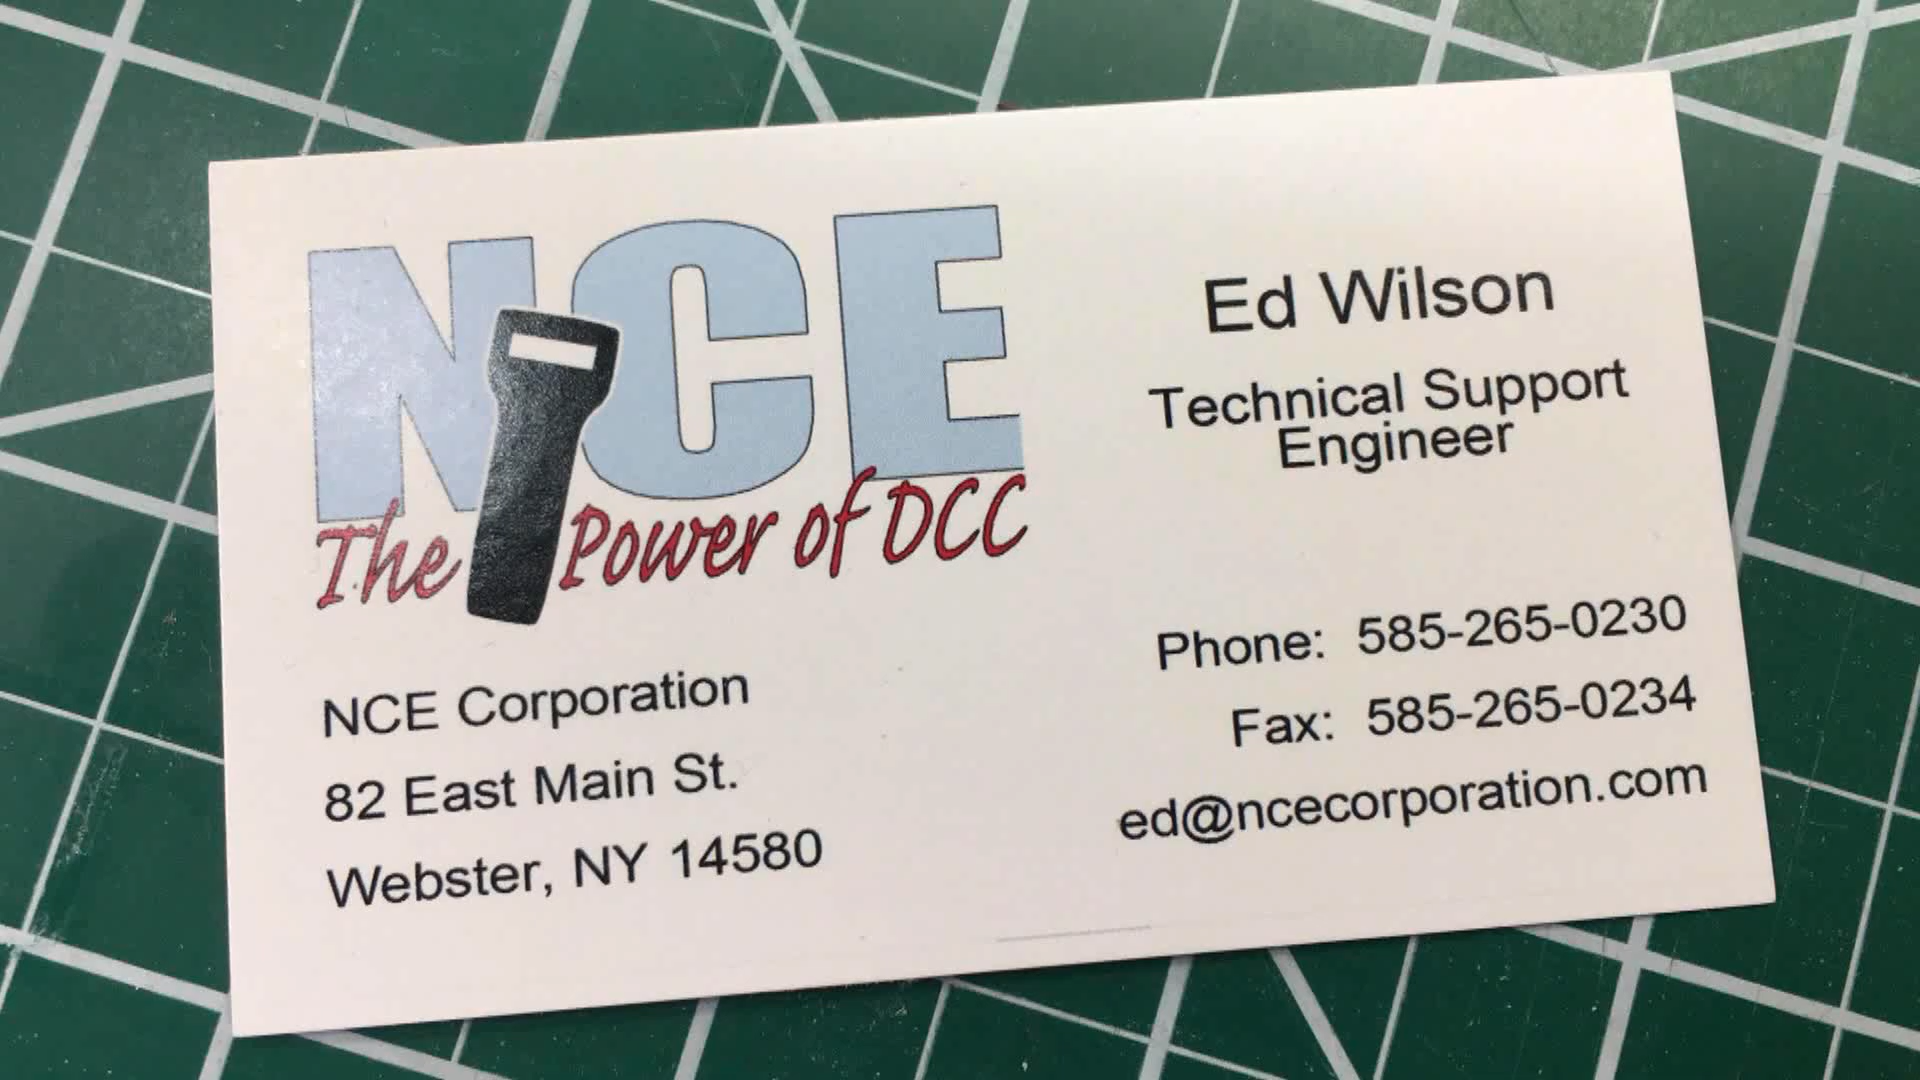 NCE
The Power of DCC
NCE Corporation
82 East Main St.
Webster, NY 14580
Ed Wilson
Technical Support
Engineer
Phone: 585-265-0230
Fax: 585-265-0234
ed@ncecorporation.com